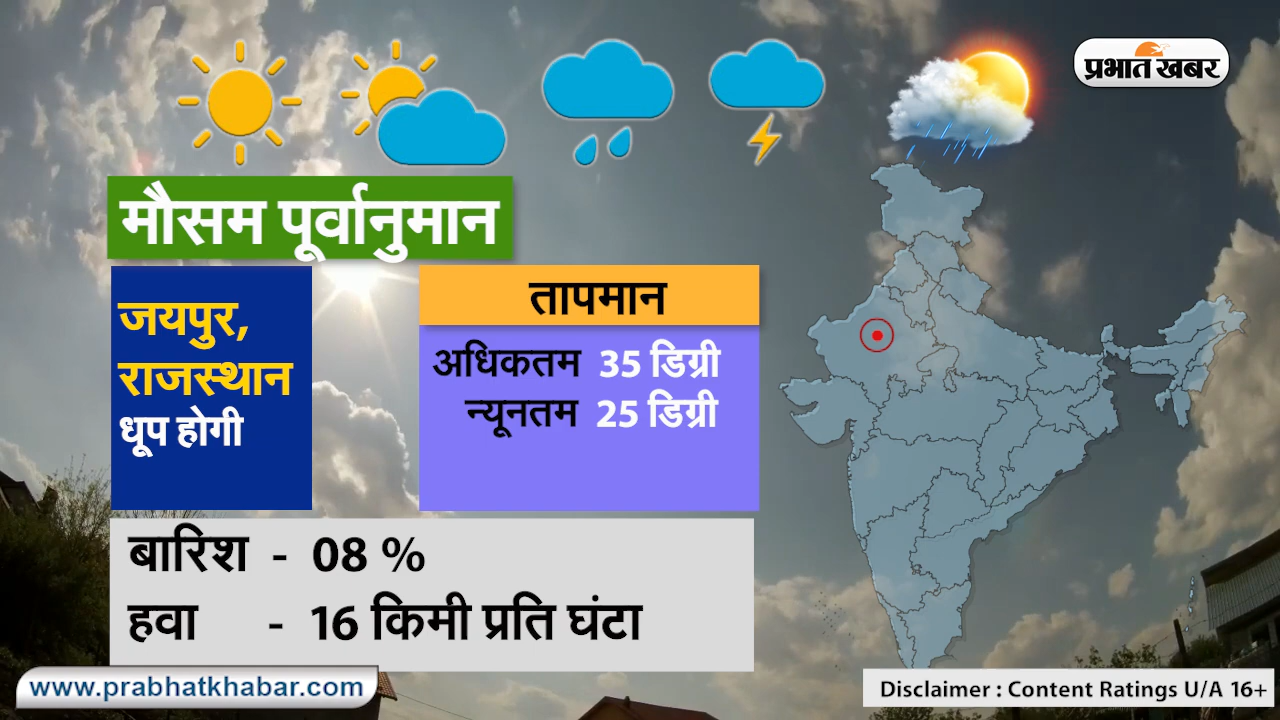 प्रभात खबर
मौसम पूर्वानुमान
जयपुर,
राजस्थान
धूप होगी
तापमान
अधिकतम 35 डिग्री
न्यूनतम 25 डिग्री
बारिश - 08 %
हवा - 16 किमी प्रति घंटा
www.prabhatkhabar.com
Disclaimer : Content Ratings U/A 16+